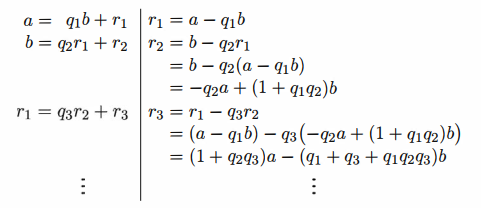 a = q₁b + r₁ | r₁ = a − q₁b
b = q₂r₁ + r₂ | r₂ = b − q₂r₁
= b − q₂(a − q₁b)
= −q₂a + (1 + q₁q₂)b
r₁ = q₃r₂ + r₃ | r₃ = r₁ − q₃r₂
= (a − q₁b) − q₃(−q₂a + (1 + q₁q₂)b)
= (1 + q₂q₃)a − (q₁ + q₃ + q₁q₂q₃)b
⋮ | ⋮